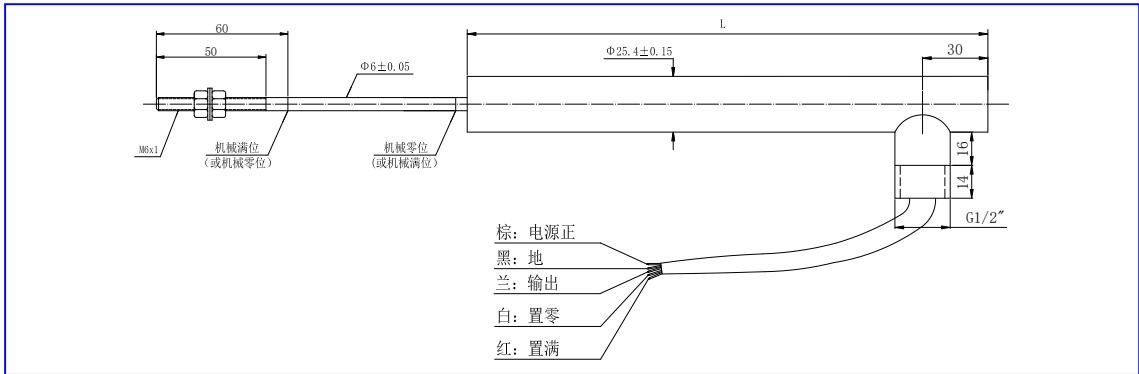 60
L
50
Φ25.4±0.15
30
Φ6±0.05
M6x1
机械满位
(或机械零位)
机械零位
(或机械满位)
16
14
G1/2″
棕: 电源正
黑: 地
兰: 输出
白: 置零
红: 置满